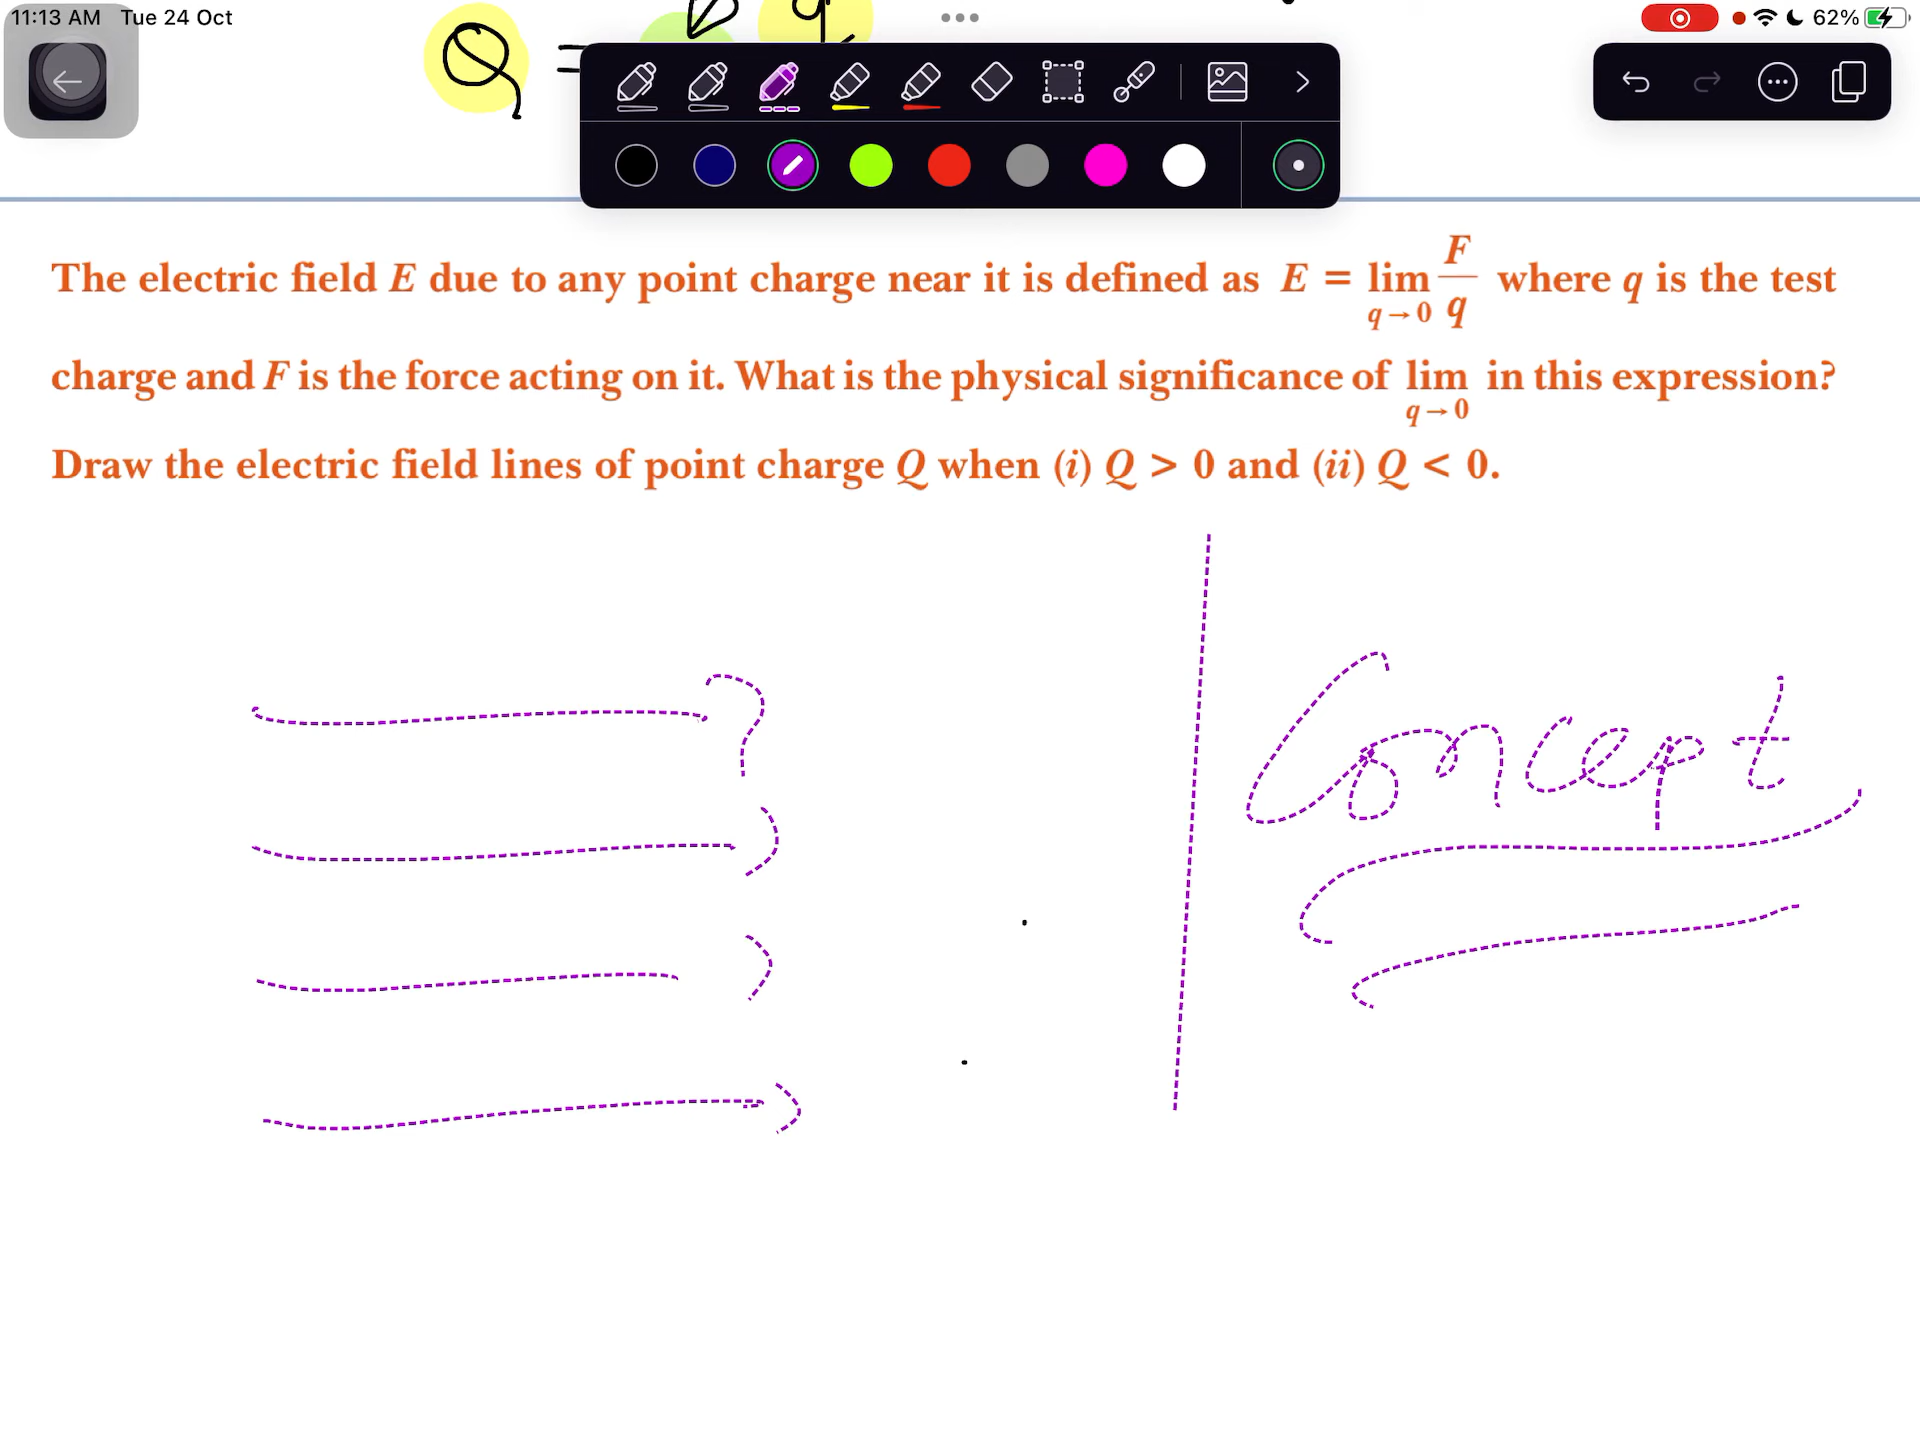 11:13 AM Tue 24 Oct
62%
Q = q
The electric field E due to any point charge near it is defined as E = lim q→0 F/q where q is the test
charge and F is the force acting on it. What is the physical significance of lim q→0 in this expression?
Draw the electric field lines of point charge Q when (i) Q > 0 and (ii) Q < 0.
Concept